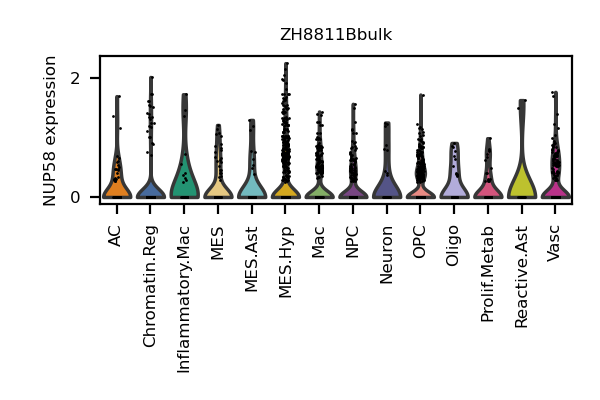 ZH8811Bbulk
NUP58 expression
2
0
AC
Chromatin.Reg
Inflammatory.Mac
MES
MES.Ast
MES.Hyp
Mac
NPC
Neuron
OPC
Oligo
Prolif.Metab
Reactive.Ast
Vasc